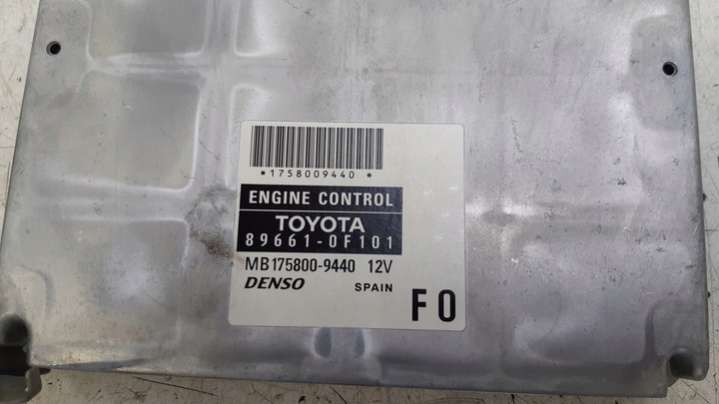 *1758009440*
ENGINE CONTROL
TOYOTA
89661-0F101
MB175800-9440 12V
DENSO SPAIN
F0